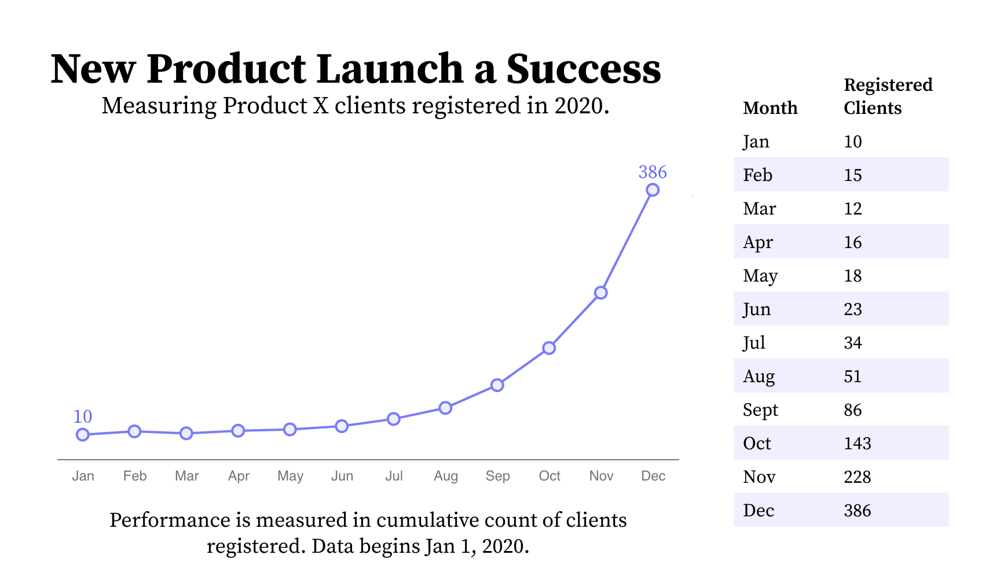 New Product Launch a Success
Measuring Product X clients registered in 2020.
386
10
Jan Feb Mar Apr May Jun Jul Aug Sep Oct Nov Dec
Performance is measured in cumulative count of clients
registered. Data begins Jan 1, 2020.
Month Registered
Clients
Jan 10
Feb 15
Mar 12
Apr 16
May 18
Jun 23
Jul 34
Aug 51
Sept 86
Oct 143
Nov 228
Dec 386